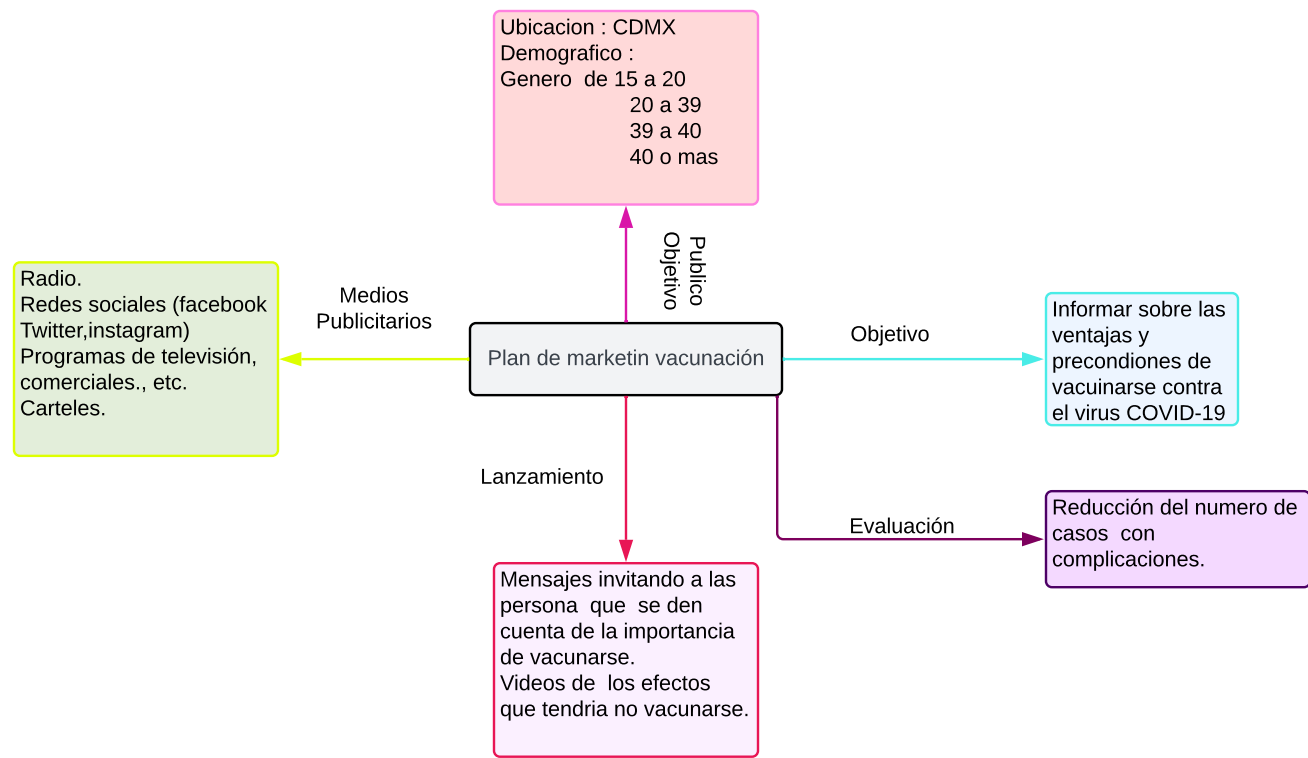 Ubicacion : CDMX
Demografico :
Genero  de 15 a 20
20 a 39
39 a 40
40 o mas
Publico
Objetivo
Radio.
Redes sociales (facebook
Twitter,instagram)
Programas de televisión,
comerciales., etc.
Carteles.
Medios
Publicitarios
Plan de marketin vacunación
Objetivo
Informar sobre las
ventajas y
precondiones de
vacuinarse contra
el virus COVID-19
Lanzamiento
Evaluación
Reducción del numero de
casos  con
complicaciones.
Mensajes invitando a las
persona  que  se den
cuenta de la importancia
de vacunarse.
Videos de  los efectos
que tendria no vacunarse.